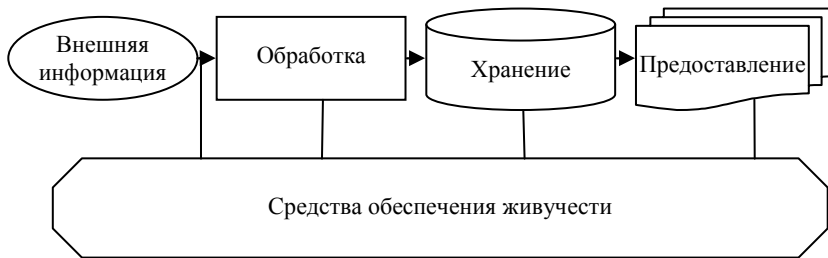 Внешняя
информация
Обработка
Хранение
Предоставление
Средства обеспечения живучести